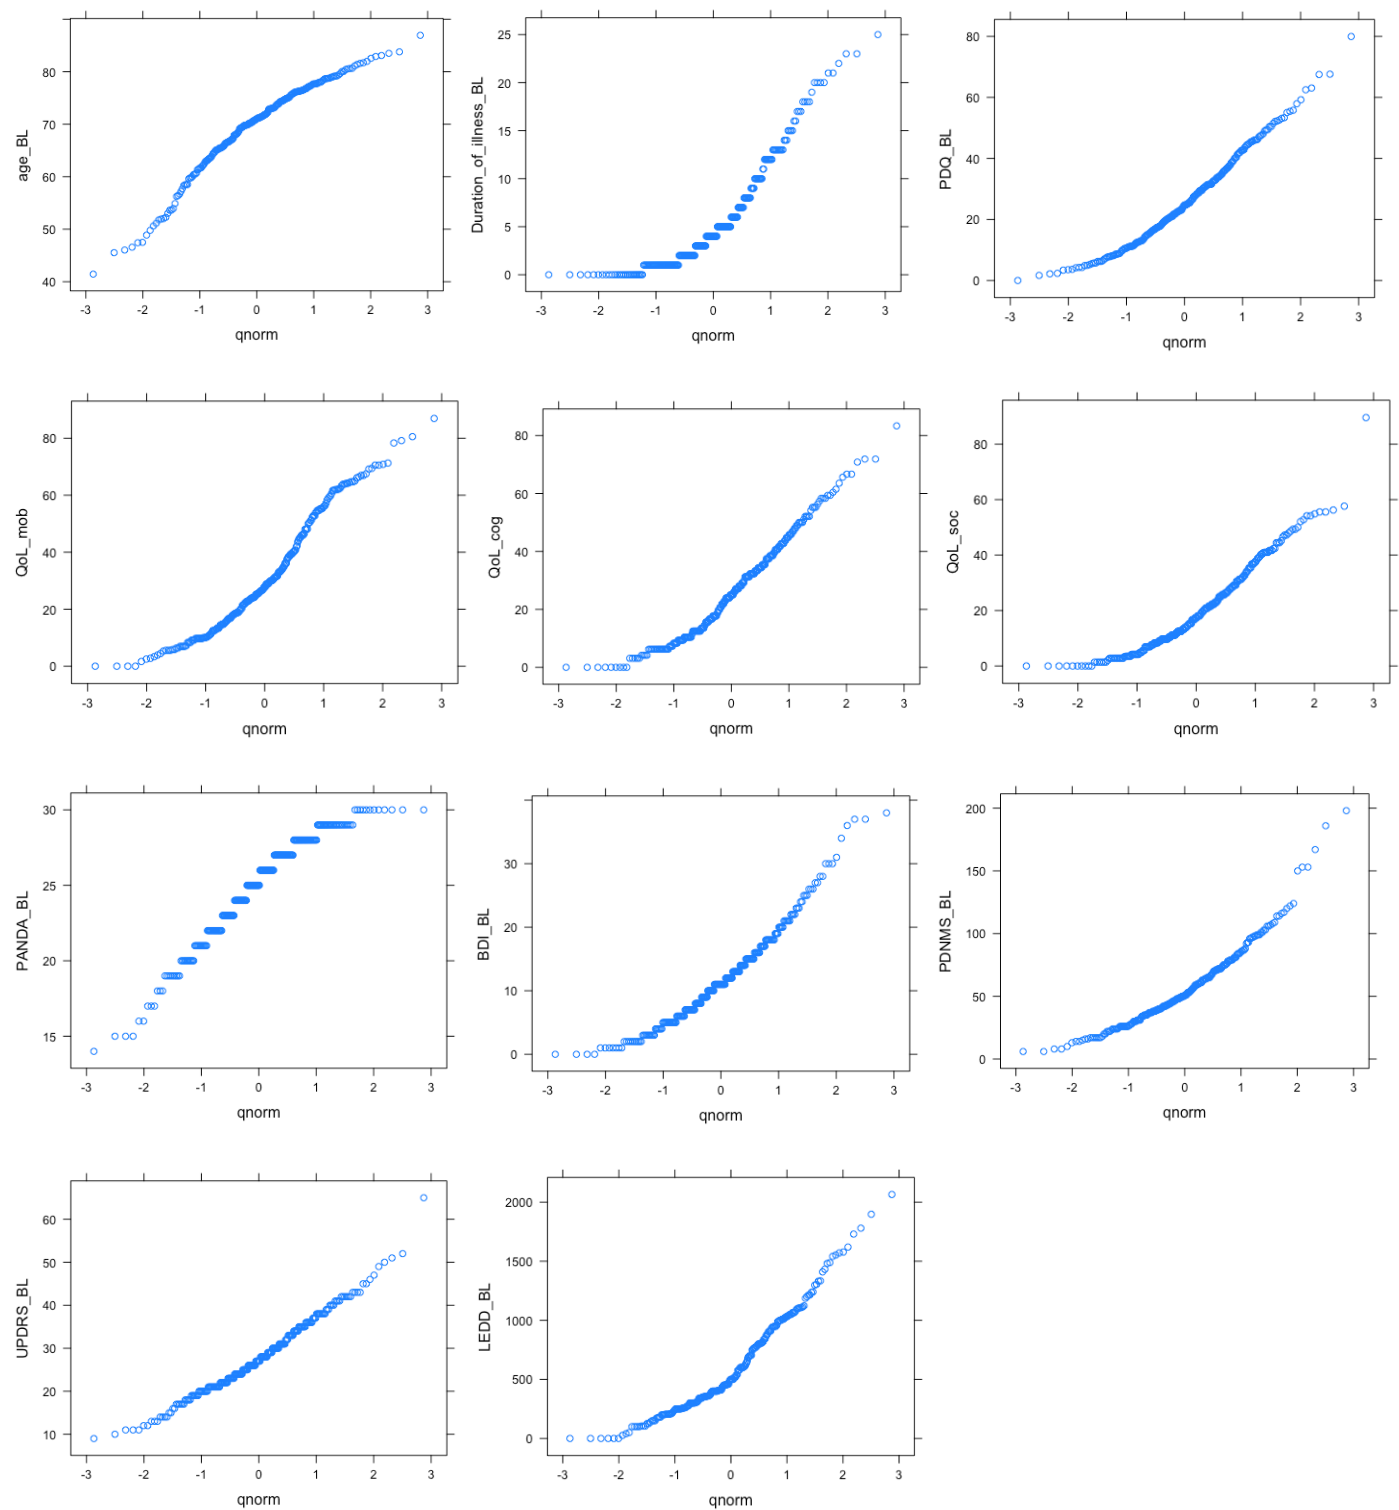 age_BL
80
70
60
50
40
-3 -2 -1 0 1 2 3
qnorm
Duration_of_illness_BL
25
20
15
10
5
0
-3 -2 -1 0 1 2 3
qnorm
PDQ_BL
80
60
40
20
0
-3 -2 -1 0 1 2 3
qnorm
QoL_mob
80
60
40
20
0
-3 -2 -1 0 1 2 3
qnorm
QoL_cog
80
60
40
20
0
-3 -2 -1 0 1 2 3
qnorm
QoL_soc
80
60
40
20
0
-3 -2 -1 0 1 2 3
qnorm
PANDA_BL
30
25
20
15
-3 -2 -1 0 1 2 3
qnorm
BDI_BL
30
20
10
0
-3 -2 -1 0 1 2 3
qnorm
PDNMS_BL
200
150
100
50
0
-3 -2 -1 0 1 2 3
qnorm
UPDRS_BL
60
50
40
30
20
10
-3 -2 -1 0 1 2 3
qnorm
LEDD_BL
2000
1500
1000
500
0
-3 -2 -1 0 1 2 3
qnorm